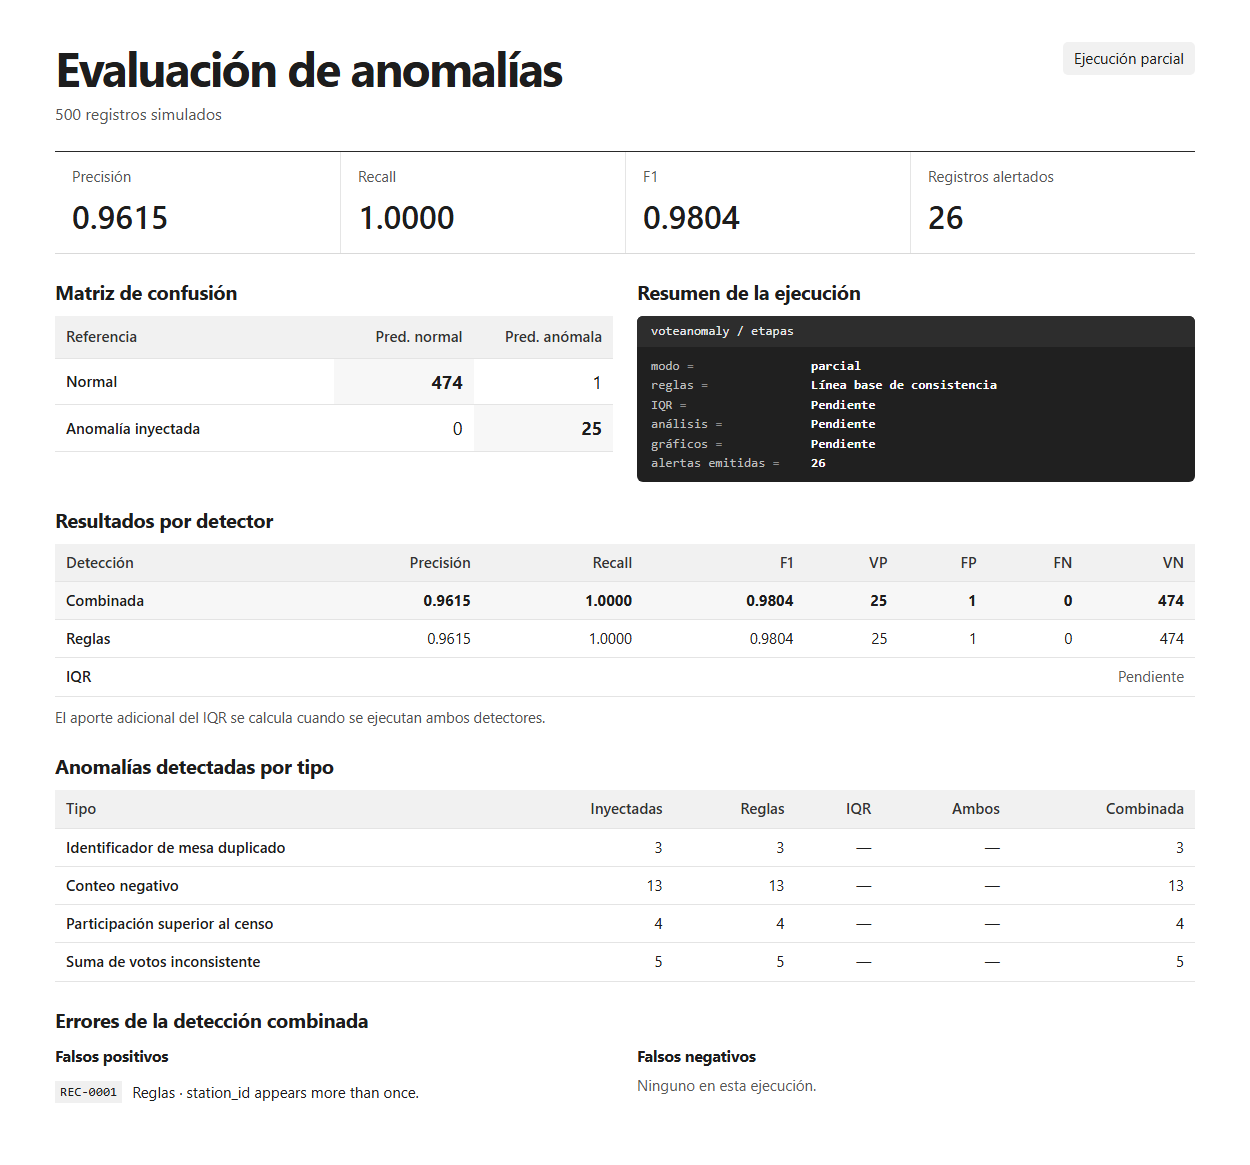 Evaluación de anomalías
Ejecución parcial
500 registros simulados
Precisión
0.9615
Recall
1.0000
F1
0.9804
Registros alertados
26
Matriz de confusión
Referencia Pred. normal Pred. anómala
Normal 474 1
Anomalía inyectada 0 25
Resumen de la ejecución
voteanomaly / etapas
modo = parcial
reglas = Línea base de consistencia
IQR = Pendiente
análisis = Pendiente
gráficos = Pendiente
alertas emitidas = 26
Resultados por detector
Detección Precisión Recall F1 VP FP FN VN
Combinada 0.9615 1.0000 0.9804 25 1 0 474
Reglas 0.9615 1.0000 0.9804 25 1 0 474
IQR Pendiente
El aporte adicional del IQR se calcula cuando se ejecutan ambos detectores.
Anomalías detectadas por tipo
Tipo Inyectadas Reglas IQR Ambos Combinada
Identificador de mesa duplicado 3 3 — — 3
Conteo negativo 13 13 — — 13
Participación superior al censo 4 4 — — 4
Suma de votos inconsistente 5 5 — — 5
Errores de la detección combinada
Falsos positivos
REC-0001 Reglas · station_id appears more than once.
Falsos negativos
Ninguno en esta ejecución.